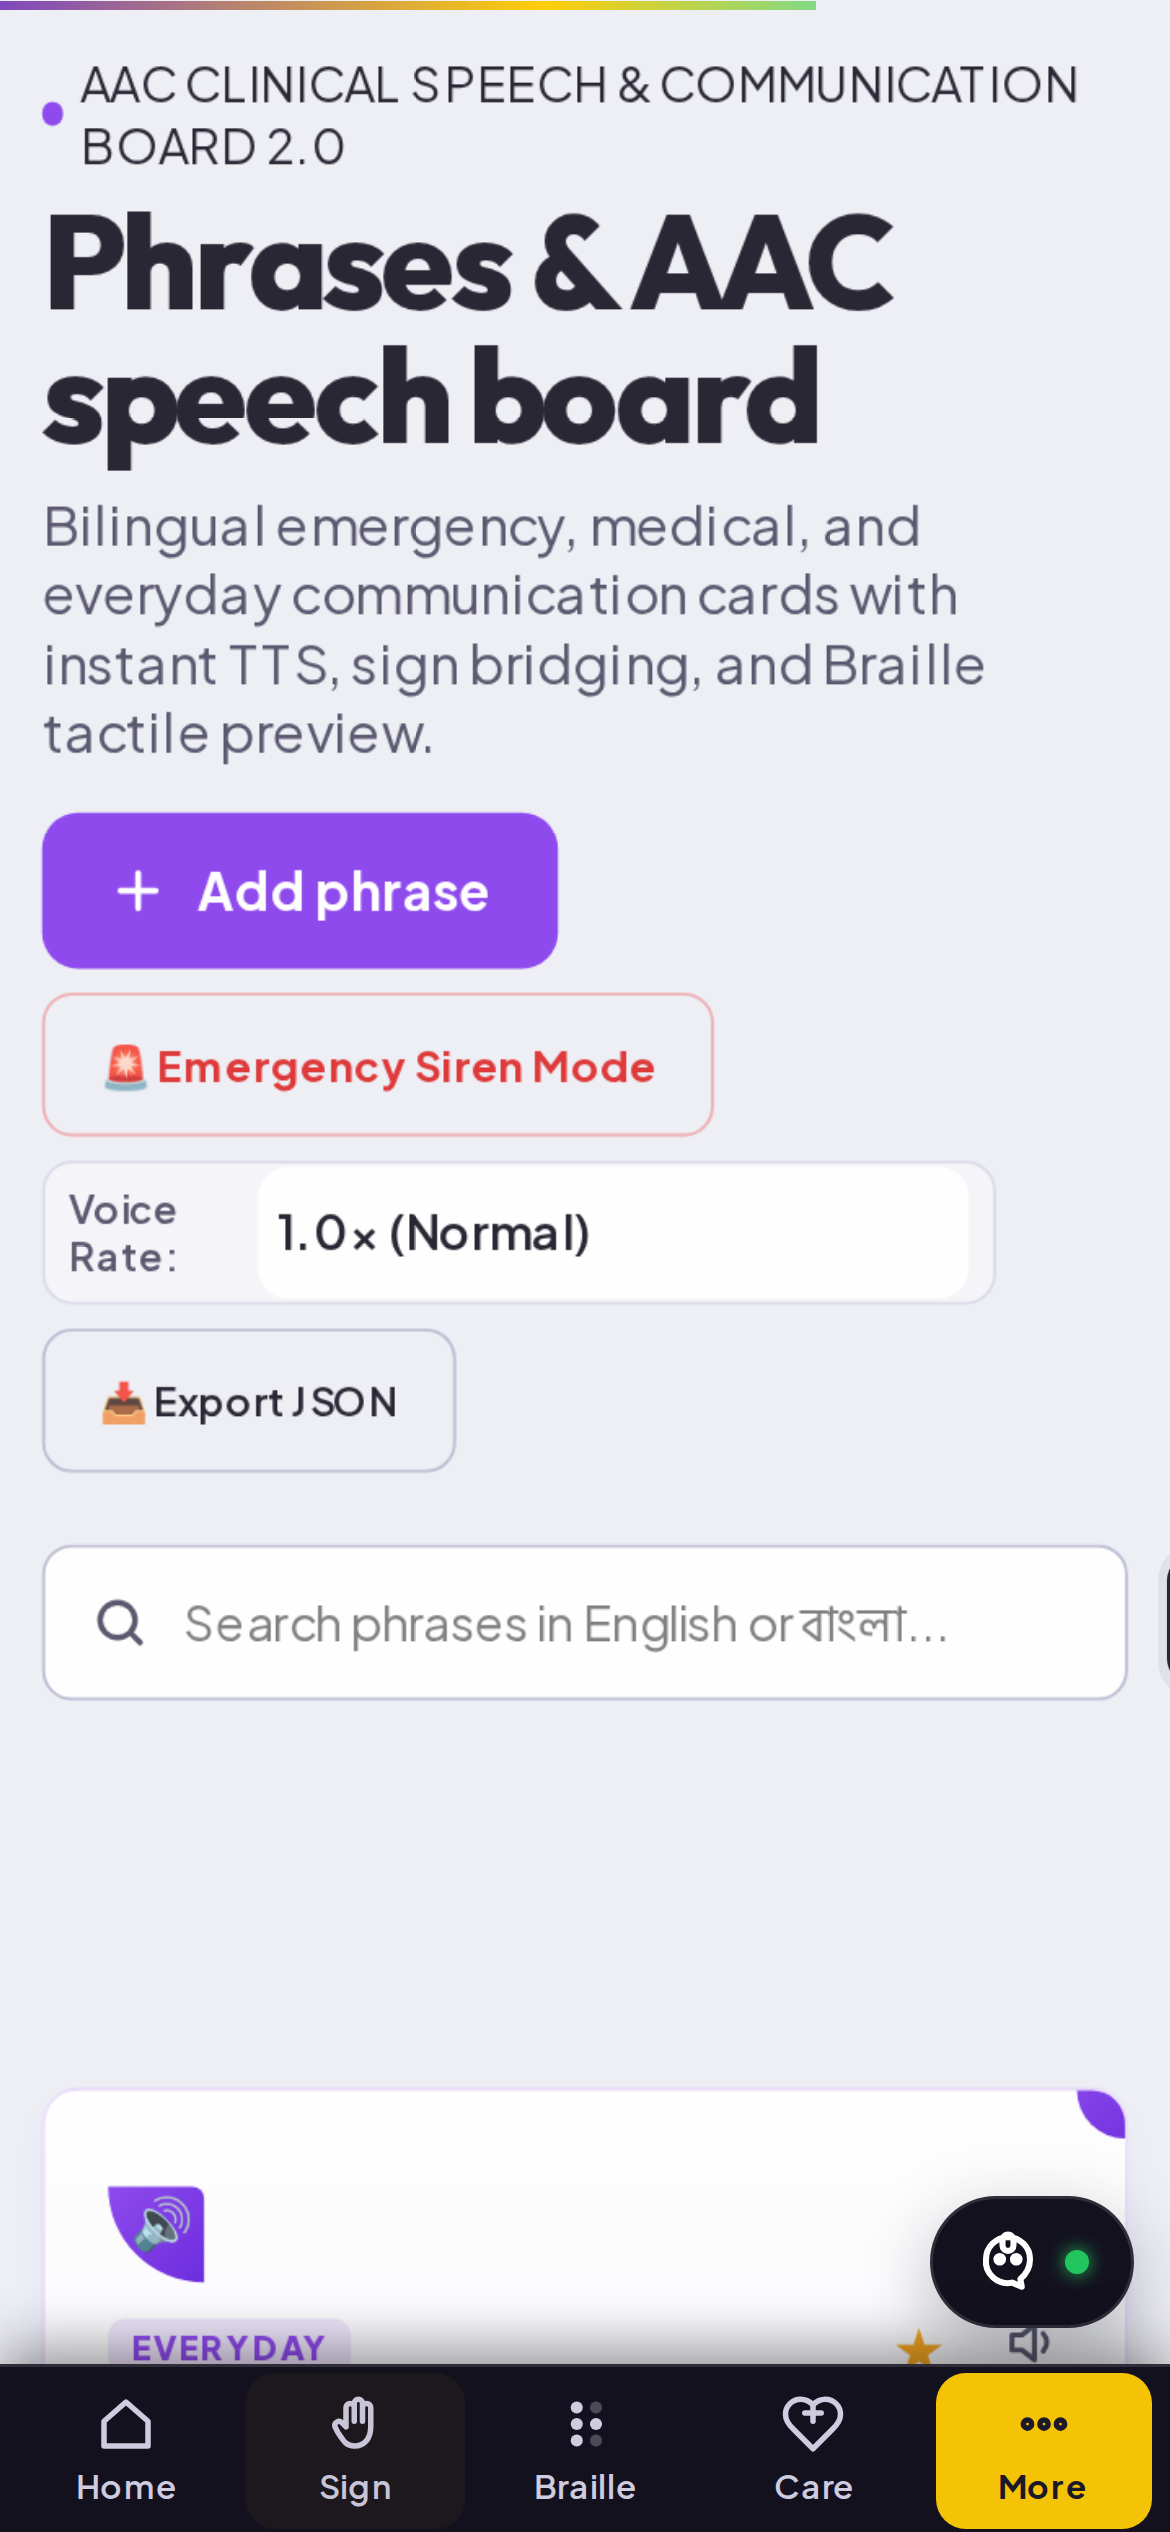 AAC CLINICAL SPEECH & COMMUNICATION
BOARD 2.0
Phrases & AAC
speech board
Bilingual emergency, medical, and
everyday communication cards with
instant TTS, sign bridging, and Braille
tactile preview.
+ Add phrase
Emergency Siren Mode
Voice
Rate:
1.0× (Normal)
Export JSON
Search phrases in English or বাংলা...
EVERYDAY
Home
Sign
Braille
Care
More